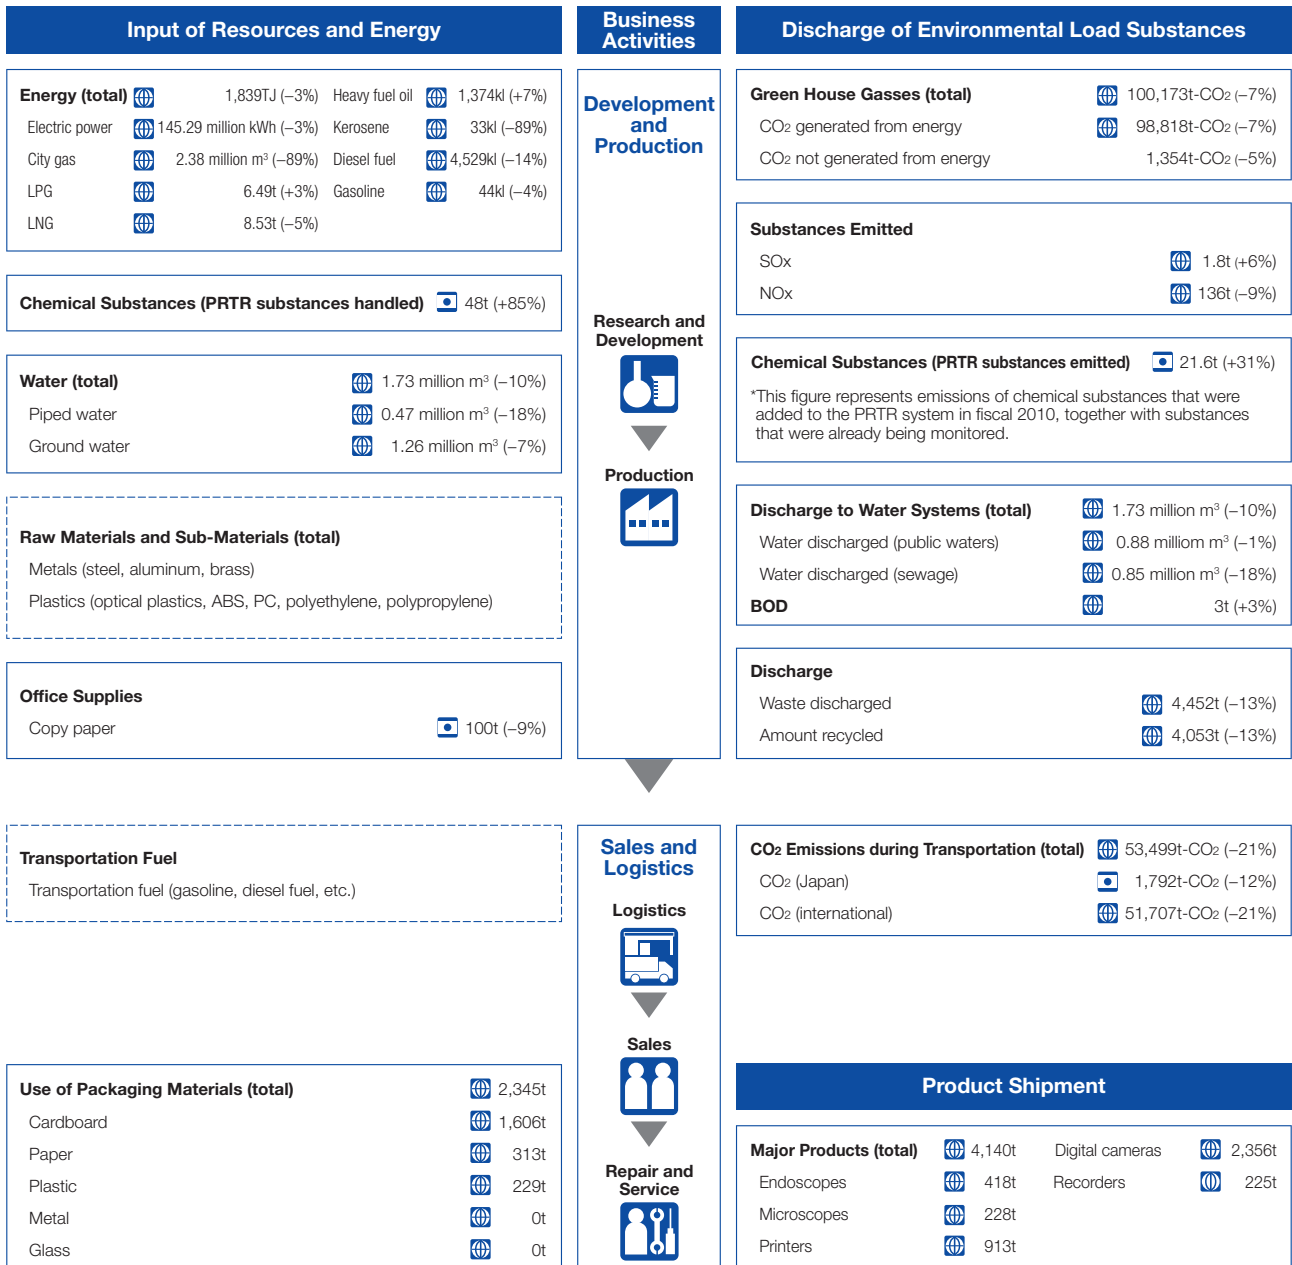 Input of Resources and Energy
Business
Activities
Discharge of Environmental Load Substances
Energy (total) 1,839TJ (−3%) Heavy fuel oil 1,374kl (+7%)
Electric power 145.29 million kWh (−3%) Kerosene 33kl (−89%)
City gas 2.38 million m³ (−89%) Diesel fuel 4,529kl (−14%)
LPG 6.49t (+3%) Gasoline 44kl (−4%)
LNG 8.53t (−5%)
Chemical Substances (PRTR substances handled) 48t (+85%)
Water (total) 1.73 million m³ (−10%)
Piped water 0.47 million m³ (−18%)
Ground water 1.26 million m³ (−7%)
Raw Materials and Sub-Materials (total)
Metals (steel, aluminum, brass)
Plastics (optical plastics, ABS, PC, polyethylene, polypropylene)
Office Supplies
Copy paper 100t (−9%)
Development
and
Production
Research and
Development
Production
Green House Gasses (total) 100,173t-CO₂ (−7%)
CO₂ generated from energy 98,818t-CO₂ (−7%)
CO₂ not generated from energy 1,354t-CO₂ (−5%)
Substances Emitted
SOx 1.8t (+6%)
NOx 136t (−9%)
Chemical Substances (PRTR substances emitted) 21.6t (+31%)
*This figure represents emissions of chemical substances that were
added to the PRTR system in fiscal 2010, together with substances
that were already being monitored.
Discharge to Water Systems (total) 1.73 million m³ (−10%)
Water discharged (public waters) 0.88 milliom m³ (−1%)
Water discharged (sewage) 0.85 million m³ (−18%)
BOD 3t (+3%)
Discharge
Waste discharged 4,452t (−13%)
Amount recycled 4,053t (−13%)
Transportation Fuel
Transportation fuel (gasoline, diesel fuel, etc.)
Sales and
Logistics
Logistics
Sales
Repair and
Service
CO₂ Emissions during Transportation (total) 53,499t-CO₂ (−21%)
CO₂ (Japan) 1,792t-CO₂ (−12%)
CO₂ (international) 51,707t-CO₂ (−21%)
Use of Packaging Materials (total) 2,345t
Cardboard 1,606t
Paper 313t
Plastic 229t
Metal 0t
Glass 0t
Product Shipment
Major Products (total) 4,140t Digital cameras 2,356t
Endoscopes 418t Recorders 225t
Microscopes 228t
Printers 913t